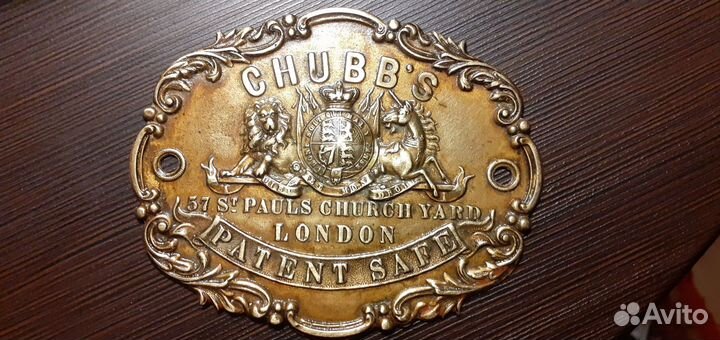 CHUBB'S
57 ST PAULS CHURCH YARD
LONDON
PATENT SAFE
Avito